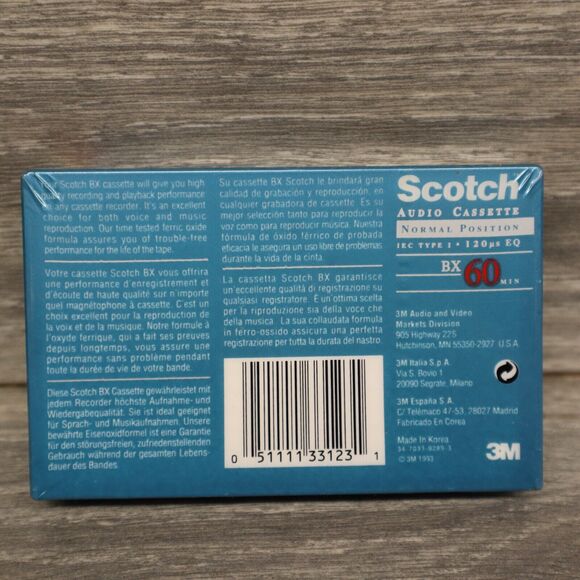 Your Scotch BX cassette will give you high
quality recording and playback performance
on any cassette recorder. It's an excellent
choice for both voice and music
reproduction. Our time tested ferric oxide
formula assures you of trouble-free
performance for the life of the tape.
Votre cassette Scotch BX vous offrira
une performance d'enregistrement et
d'écoute de haute qualité sur n'importe
quel magnétophone à cassette. C'est un
choix excellent pour la reproduction de
la voix et de la musique. Notre formule à
l'oxyde ferrique, qui a fait ses preuves
depuis longtemps, vous assure une
performance sans problème pendant
toute la durée de vie de votre bande.
Diese Scotch BX Cassette gewährleistet mit
jedem Recorder höchste Aufnahme- und
Wiedergabequalität. Sie ist ideal geeignet
für Sprach- und Musikaufnahmen. Unsere
bewährte Eisenoxidformel ist eine Garantie
für den störungsfreien, zufriedenstellenden
Gebrauch während der gesamten Lebens-
dauer des Bandes.
Su cassette BX Scotch le brindará gran
calidad de grabación y reproducción, en
cualquier grabadora de cassette. Es su
mejor selección tanto para reproducir la
voz como para reproducir música. Nuestra
fórmula de óxido férrico de probada
eficacia le asegura un uso libre de problemas
durante la vida de la cinta.
La cassetta Scotch BX garantisce
un'eccellente qualità di registrazione su
qualsiasi registratore. E'un'ottima scelta
per la riproduzione sia della voce che
della musica. La sua collaudata formula
in ferro-ossido assicura una perfetta
registrazione per tutta la durata del nastro.
0 51111 33123 1
Scotch
AUDIO CASSETTE
NORMAL POSITION
IEC TYPE I • 120µs EQ
BX 60 MIN
3M Audio and Video
Markets Division
905 Highway 22S
Hutchinson, MN 55350-2927 U.S.A
3M Italia S.p.A.
Via S. Bovio 1
20090 Segrate, Milano
3M España S.A.
C/ Telémaco 47-53, 28027 Madrid
Fabricado En Corea
Made In Korea
34-7037-9289-3
© 3M 1993
3M